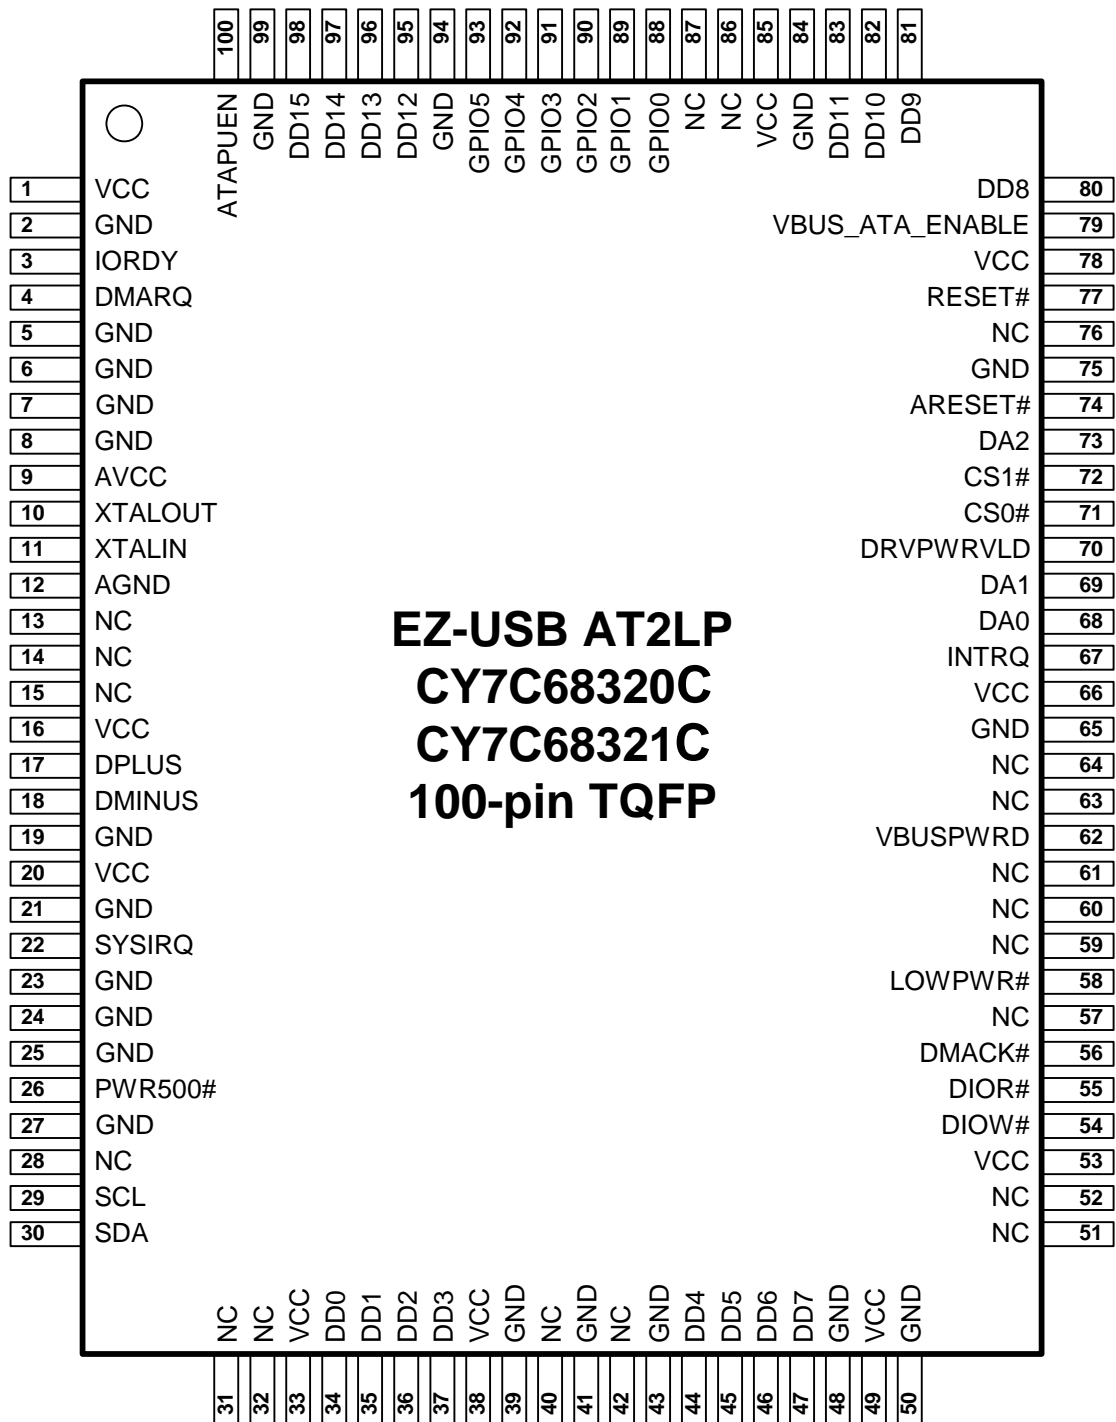 100 99 98 97 96 95 94 93 92 91 90 89 88 87 86 85 84 83 82 81
ATAPUEN GND DD15 DD14 DD13 DD12 GND GPIO5 GPIO4 GPIO3 GPIO2 GPIO1 GPIO0 NC NC VCC GND DD11 DD10 DD9
1 VCC DD8 80
2 GND VBUS_ATA_ENABLE 79
3 IORDY VCC 78
4 DMARQ RESET# 77
5 GND NC 76
6 GND GND 75
7 GND ARESET# 74
8 GND DA2 73
9 AVCC CS1# 72
10 XTALOUT CS0# 71
11 XTALIN DRVPWRVLD 70
12 AGND DA1 69
13 NC DA0 68
14 NC INTRQ 67
15 NC VCC 66
16 VCC GND 65
17 DPLUS NC 64
18 DMINUS NC 63
19 GND VBUSPWRD 62
20 VCC NC 61
21 GND NC 60
22 SYSIRQ NC 59
23 GND LOWPWR# 58
24 GND NC 57
25 GND DMACK# 56
26 PWR500# DIOR# 55
27 GND DIOW# 54
28 NC VCC 53
29 SCL NC 52
30 SDA NC 51
EZ-USB AT2LP
CY7C68320C
CY7C68321C
100-pin TQFP
NC NC VCC DD0 DD1 DD2 DD3 VCC GND NC GND NC GND DD4 DD5 DD6 DD7 GND VCC GND
31 32 33 34 35 36 37 38 39 40 41 42 43 44 45 46 47 48 49 50